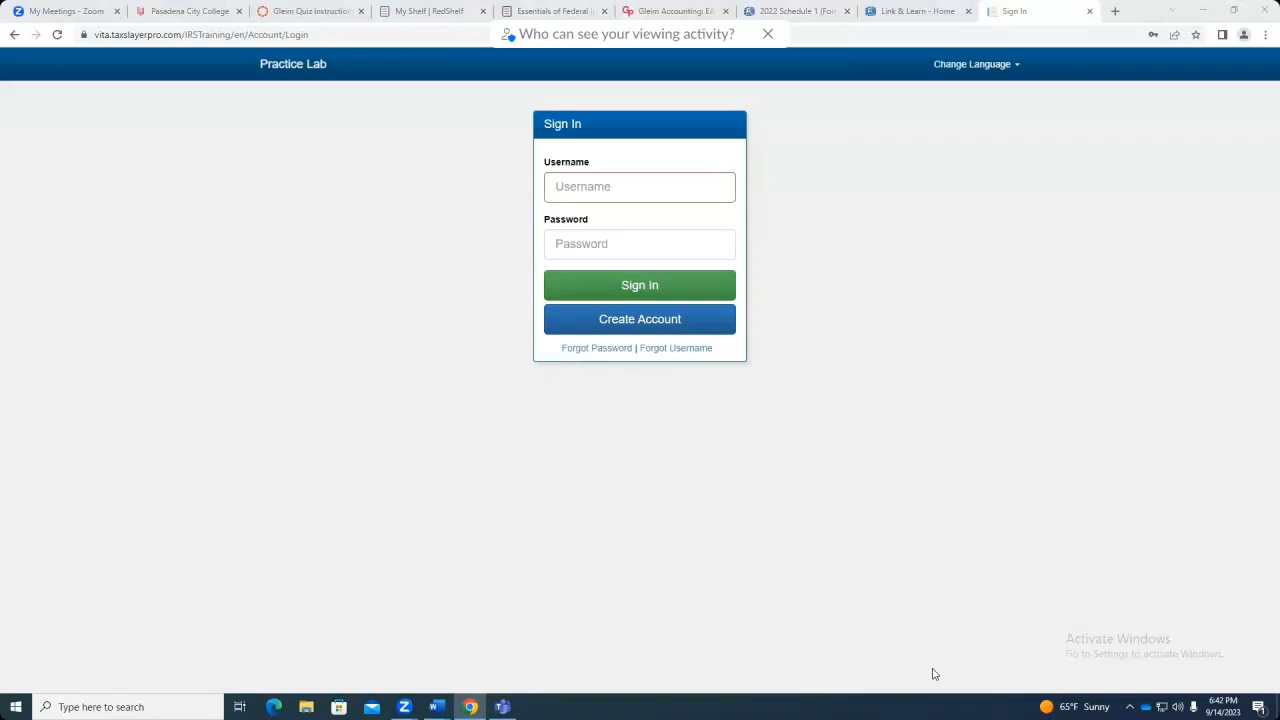 My Meetings - Zoom
Pasadena City College
Gleim Quiz instruction
My Shelf | RedShelf
Essentials of Federal I
Gleim Accounting: EA
2022 Schedule 1 (For
Link & Learn - Home
Sign In
vita.taxslayerpro.com/IRSTraining/en/Account/Login
Who can see your viewing activity?
Practice Lab
Change Language
Sign In
Username
Username
Password
Password
Sign In
Create Account
Forgot Password | Forgot Username
Activate Windows
Go to Settings to activate Windows.
Type here to search
65°F Sunny
6:42 PM
9/14/2023